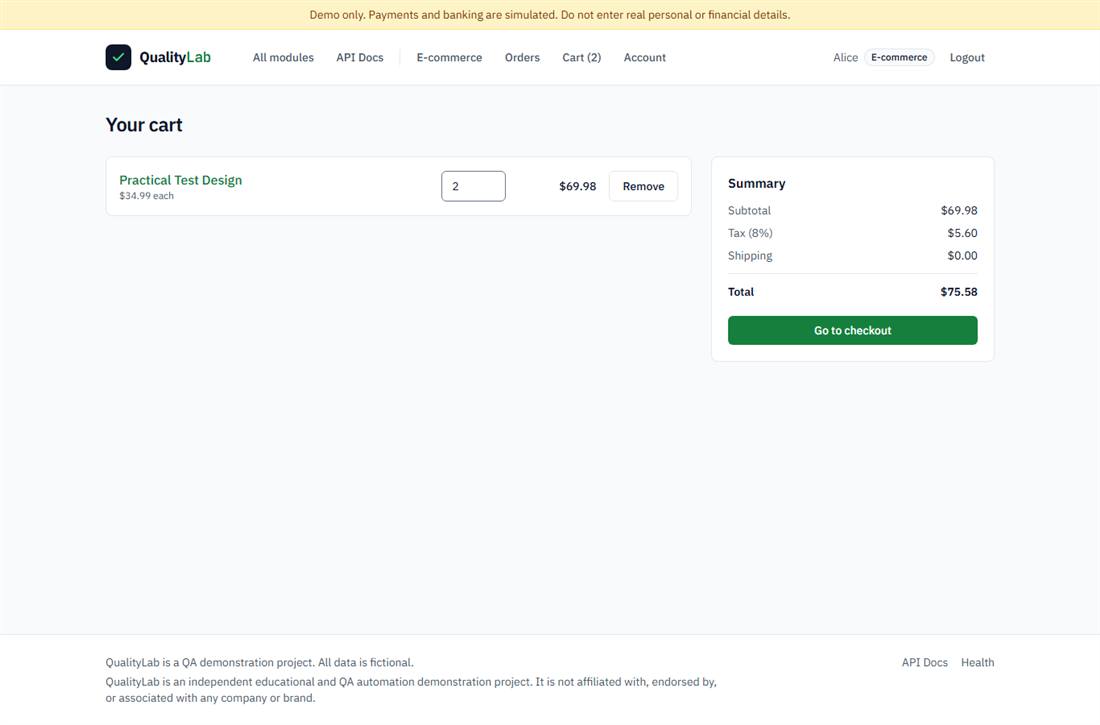 Demo only. Payments and banking are simulated. Do not enter real personal or financial details.
QualityLab
All modules
API Docs
E-commerce
Orders
Cart (2)
Account
Alice
E-commerce
Logout
Your cart
Practical Test Design
$34.99 each
2
$69.98
Remove
Summary
Subtotal $69.98
Tax (8%) $5.60
Shipping $0.00
Total $75.58
Go to checkout
QualityLab is a QA demonstration project. All data is fictional.
QualityLab is an independent educational and QA automation demonstration project. It is not affiliated with, endorsed by,
or associated with any company or brand.
API Docs
Health